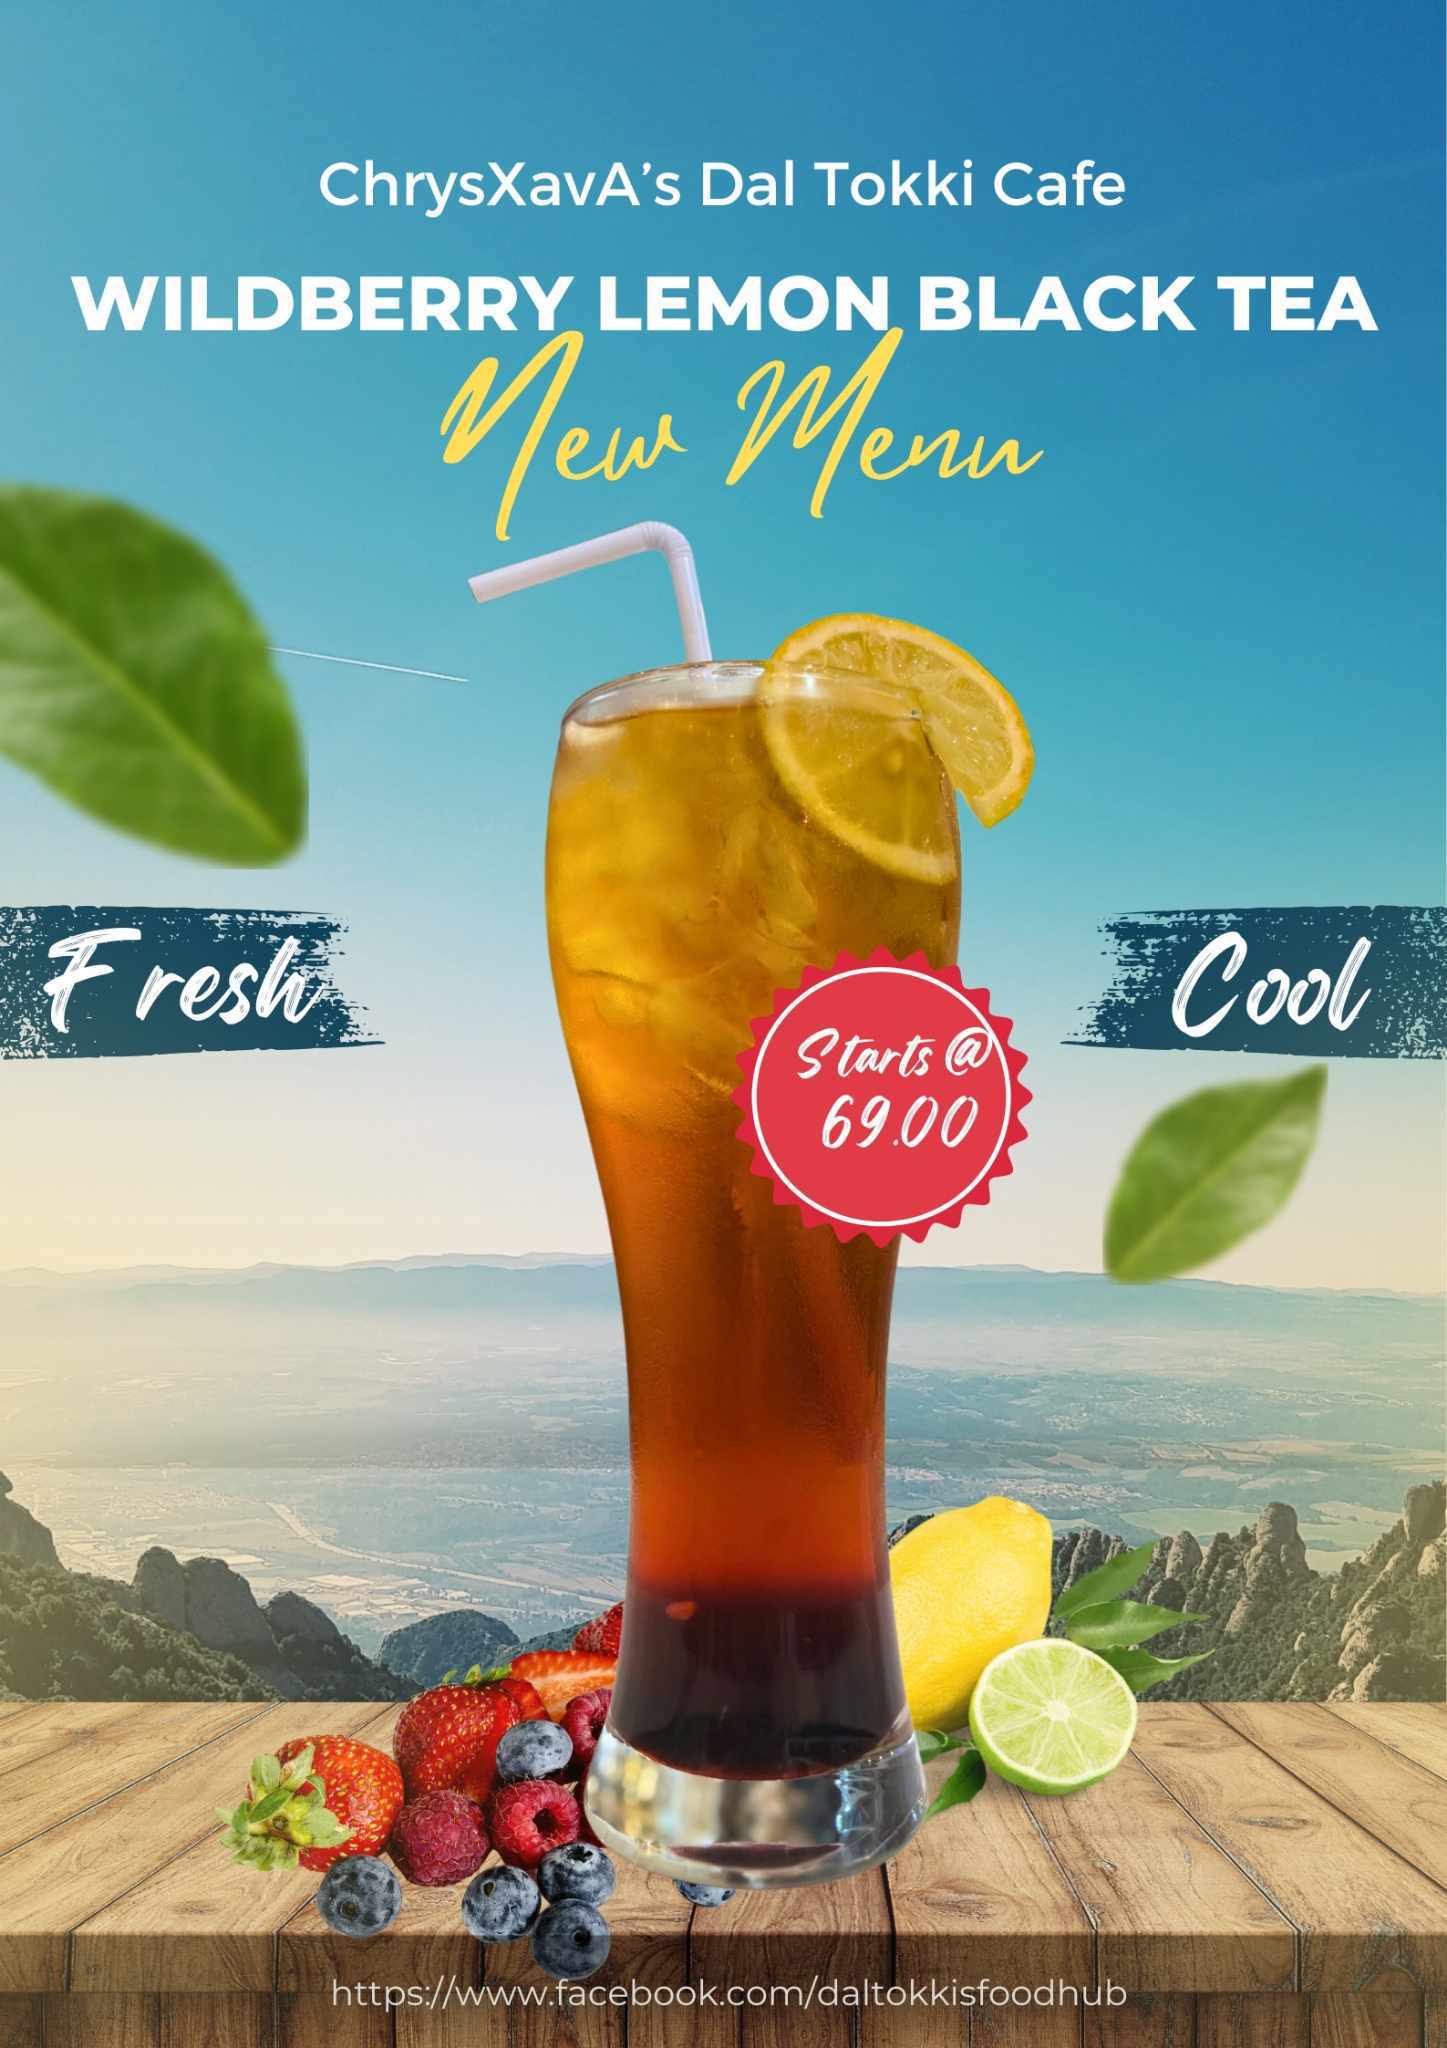 ChrysXavA's Dal Tokki Cafe
WILDBERRY LEMON BLACK TEA
New Menu
Fresh
Cool
Starts @
69.00
https://www.facebook.com/daltokkisfoodhub